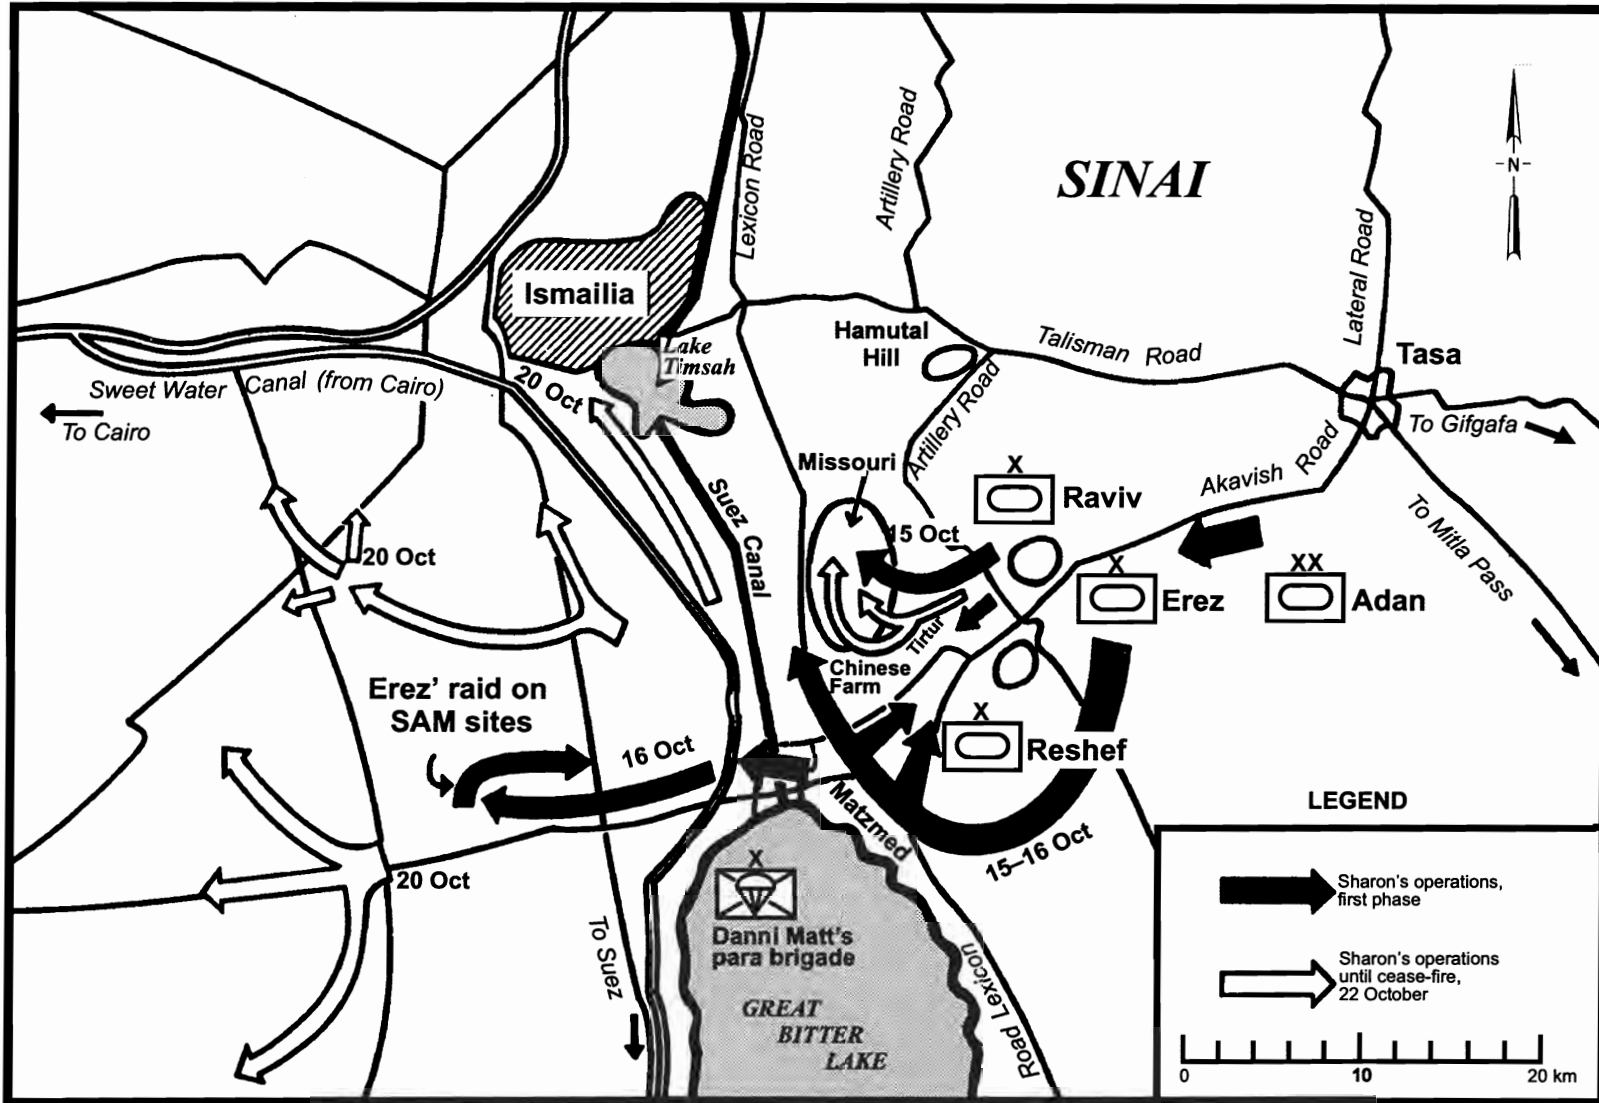 Lexicon Road
Artillery Road
SINAI
-N-
Lateral Road
Ismailia
Hamutal
Hill
Talisman Road
Tasa
Lake
Timsah
Sweet Water Canal (from Cairo)
To Cairo
20 Oct
Artillery Road
Akavish Road
To Gifgafa
Missouri
X
Raviv
Suez Canal
15 Oct
To Mitla Pass
20 Oct
X
Erez
XX
Adan
Tirtur
Chinese
Farm
Erez' raid on
SAM sites
16 Oct
X
Reshef
Matzmed
15–16 Oct
20 Oct
X
Danni Matt's
para brigade
To Suez
GREAT
BITTER
LAKE
Road Lexicon
LEGEND
Sharon's operations,
first phase
Sharon's operations
until cease-fire,
22 October
0 10 20 km